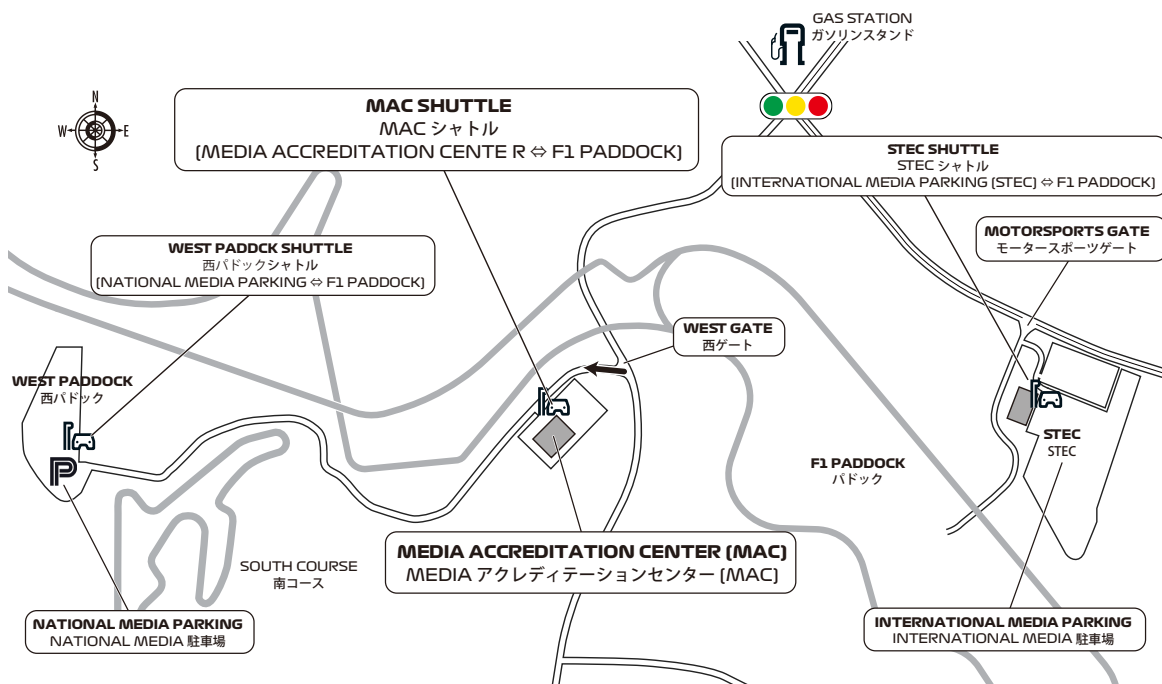 GAS STATION
ガソリンスタンド
N
W
E
S
MAC SHUTTLE
MAC シャトル
(MEDIA ACCREDITATION CENTE R ⇔ F1 PADDOCK)
STEC SHUTTLE
STEC シャトル
(INTERNATIONAL MEDIA PARKING (STEC) ⇔ F1 PADDOCK)
MOTORSPORTS GATE
モータースポーツゲート
WEST PADDCK SHUTTLE
西パドックシャトル
(NATIONAL MEDIA PARKING ⇔ F1 PADDOCK)
WEST GATE
西ゲート
WEST PADDOCK
西パドック
P
STEC
STEC
F1 PADDOCK
パドック
MEDIA ACCREDITATION CENTER (MAC)
MEDIA アクレディテーションセンター (MAC)
SOUTH COURSE
南コース
NATIONAL MEDIA PARKING
NATIONAL MEDIA 駐車場
INTERNATIONAL MEDIA PARKING
INTERNATIONAL MEDIA 駐車場